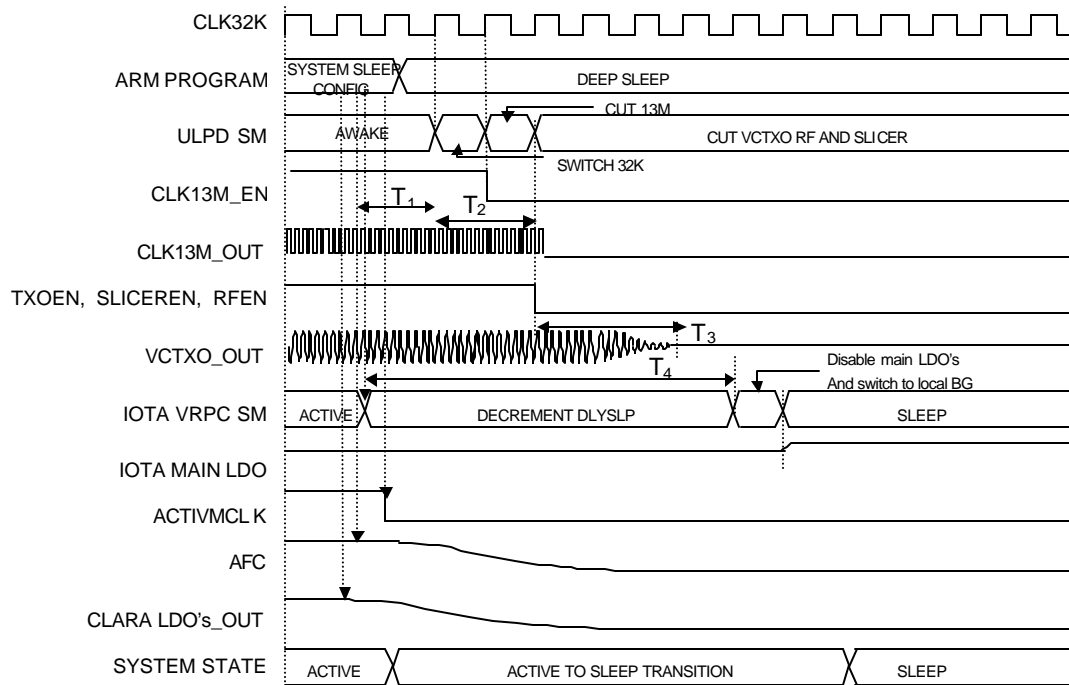 CLK32K
ARM PROGRAM
SYSTEM SLEEP
CONFIG
DEEP SLEEP
CUT 13M
ULPD SM
AWAKE
CUT VCTXO RF AND SLICER
SWITCH 32K
CLK13M_EN
T1
T2
CLK13M_OUT
TXOEN, SLICEREN, RFEN
T3
VCTXO_OUT
Disable main LDO's
T4
And switch to local BG
IOTA VRPC SM
ACTIVE
DECREMENT DLYSLP
SLEEP
IOTA MAIN LDO
ACTIVMCLK
AFC
CLARA LDO's_OUT
SYSTEM STATE
ACTIVE
ACTIVE TO SLEEP TRANSITION
SLEEP